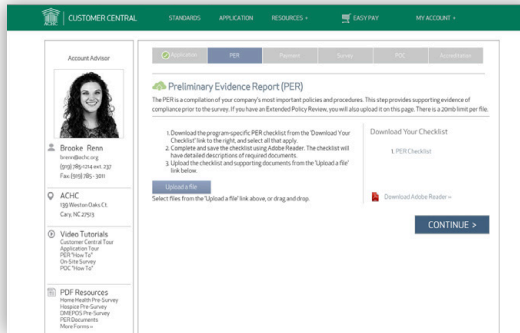 CUSTOMER CENTRAL
STANDARDS APPLICATION RESOURCES + EASY PAY MY ACCOUNT +
Account Advisor
Brooke Renn
brenn@achc.org
(919) 785-1214 ext. 237
Fax: (919) 785 - 3011
ACHC
139 Weston Oaks Ct.
Cary, NC 27513
Video Tutorials
Customer Central Tour
Application Tour
PER "How To"
On-Site Survey
POC "How To"
PDF Resources
Home Health Pre-Survey
Hospice Pre-Survey
DMEPOS Pre-Survey
PER Documents
More Forms »
Application PER Payment Survey POC Accreditation
Preliminary Evidence Report (PER)
The PER is a compilation of your company's most important policies and procedures. This step provides supporting evidence of
compliance prior to the survey. If you have an Extended Policy Review, you will also upload it on this page. There is a 20mb limit per file.
1. Download the program-specific PER checklist from the 'Download Your
Checklist' link to the right, and select all that apply.
2. Complete and save the checklist using Adobe Reader. The checklist will
have detailed descriptions of required documents.
3. Upload the checklist and supporting documents from the 'Upload a file'
link below.
Upload a file
Select files from the 'Upload a file' link above, or drag and drop.
Download Your Checklist
1. PER Checklist
Download Adobe Reader »
CONTINUE >